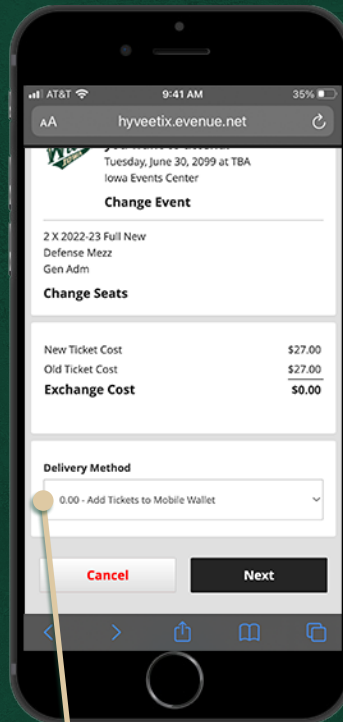 AT&T
9:41 AM
35%
AA
hyveetix.evenue.net
IOWA
Tuesday, June 30, 2099 at TBA
Iowa Events Center
Change Event
2 X 2022-23 Full New
Defense Mezz
Gen Adm
Change Seats
New Ticket Cost $27.00
Old Ticket Cost $27.00
Exchange Cost $0.00
Delivery Method
0.00 - Add Tickets to Mobile Wallet
Cancel
Next